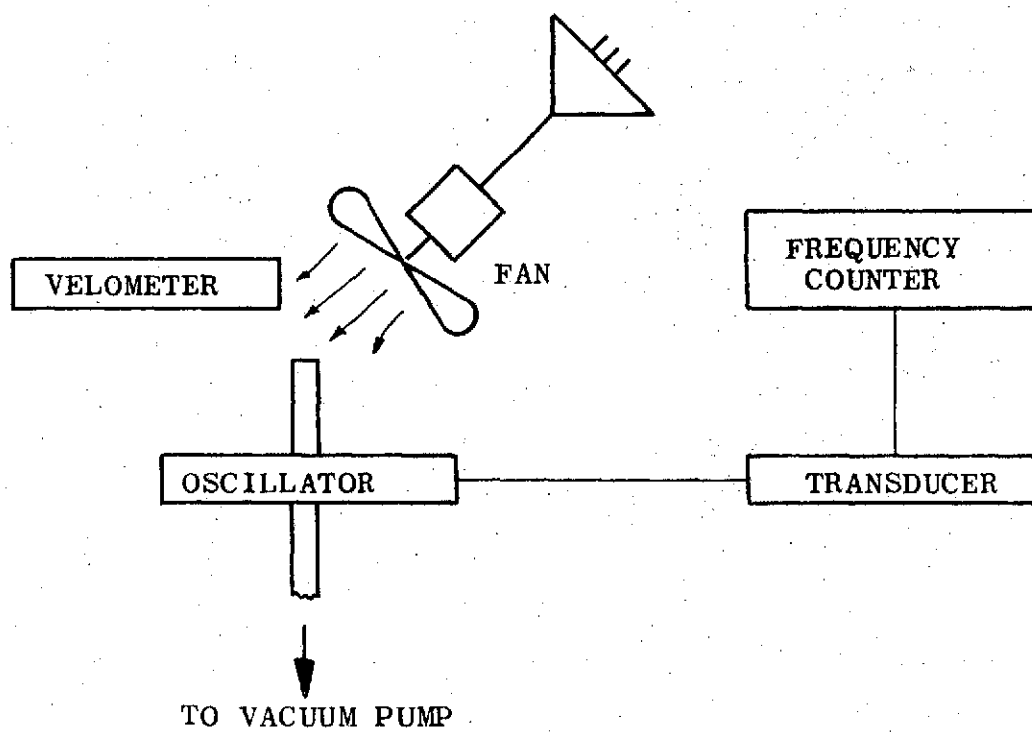 VELOMETER
FAN
FREQUENCY
COUNTER
OSCILLATOR
TRANSDUCER
TO VACUUM PUMP